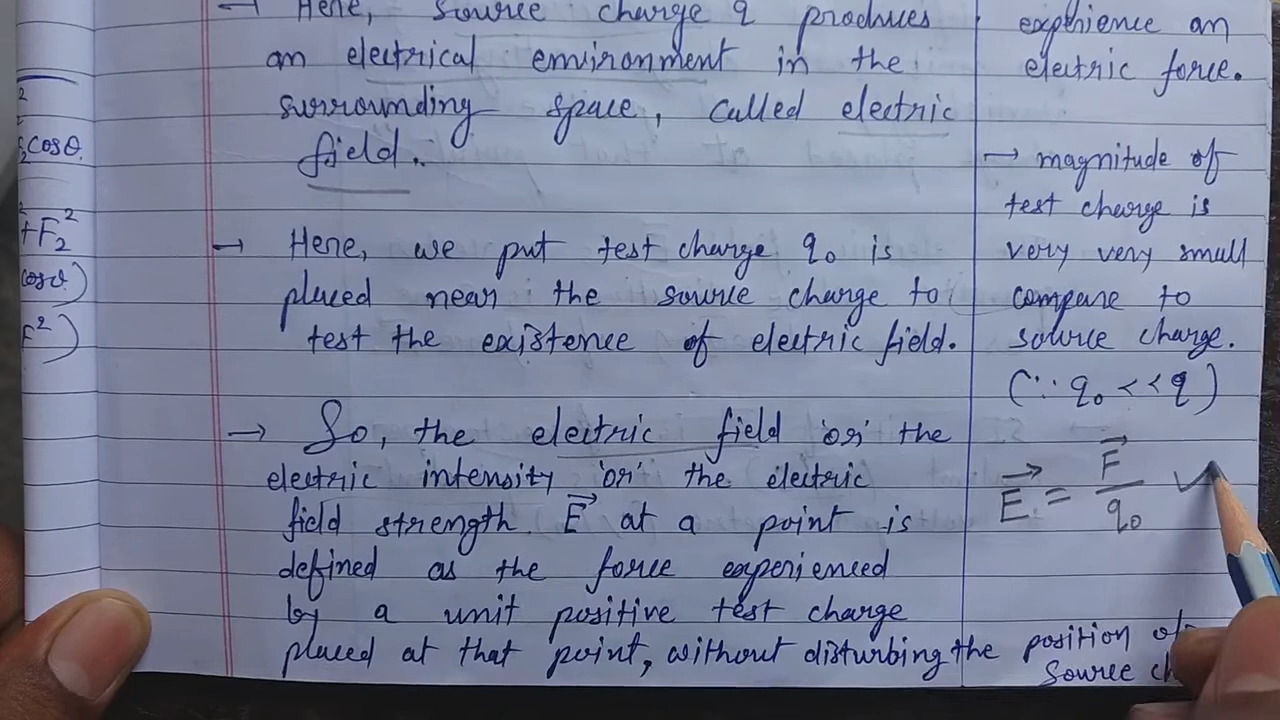 → Here, source charge q produces
an electrical environment in the
surrounding space, called electric
field.
→ Here, we put test charge q₀ is
placed near the source charge to
test the existence of electric field.
→ So, the electric field 'or' the
electric intensity 'or' the electric
field strength E⃗ at a point is
defined as the force experienced
by a unit positive test charge
placed at that point, without disturbing the position of
source
experience an
electric force.
→ magnitude of
test charge is
very very small
compare to
source charge.
(∵ q₀ << q)
E⃗ = F⃗/q₀ ✓
cosθ.
+F₂²
cosθ)
F²)